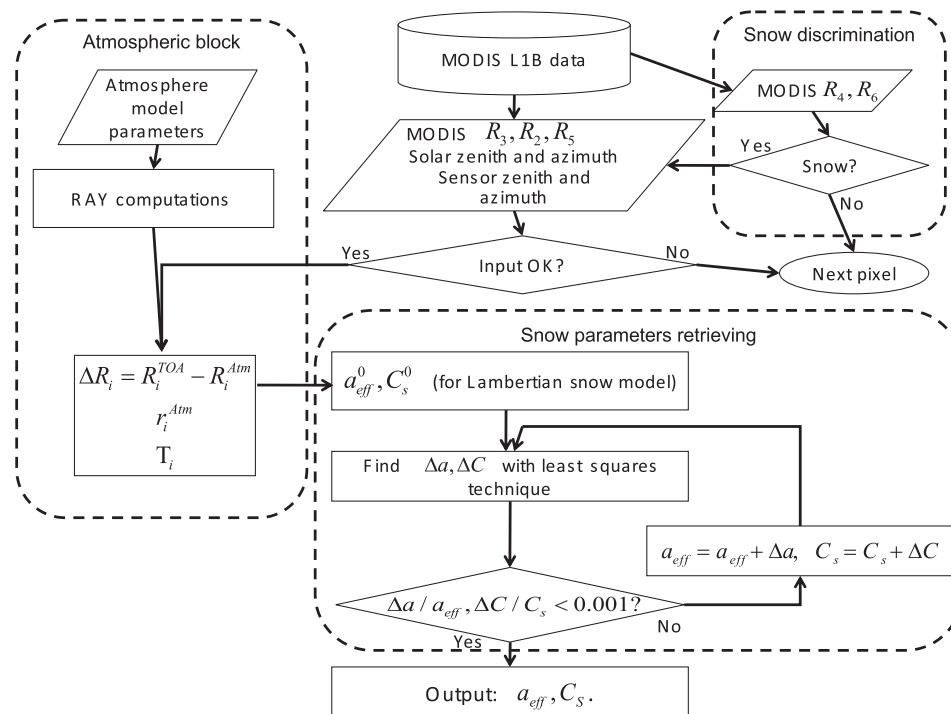 Atmospheric block
Atmosphere
model
parameters
RAY computations
MODIS L1B data
Snow discrimination
MODIS R₄, R₆
Snow?
Yes
No
MODIS R₃, R₂, R₅
Solar zenith and azimuth
Sensor zenith and
azimuth
Input OK?
Yes
No
Next pixel
ΔRᵢ = Rᵢ^TOA − Rᵢ^Atm
rᵢ^Atm
Tᵢ
Snow parameters retrieving
a_eff^0, C_s^0 (for Lambertian snow model)
Find Δa, ΔC with least squares
technique
a_eff = a_eff + Δa, C_s = C_s + ΔC
Δa / a_eff, ΔC / C_s < 0.001?
No
Yes
Output: a_eff, C_S.